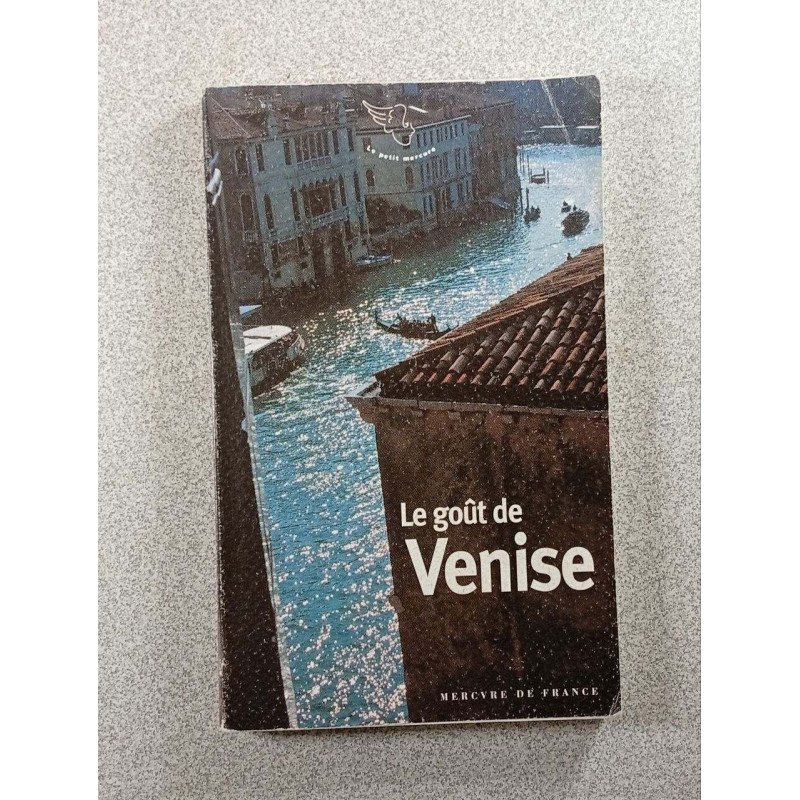 Le petit mercure
Le goût de
Venise
MERCVRE DE FRANCE